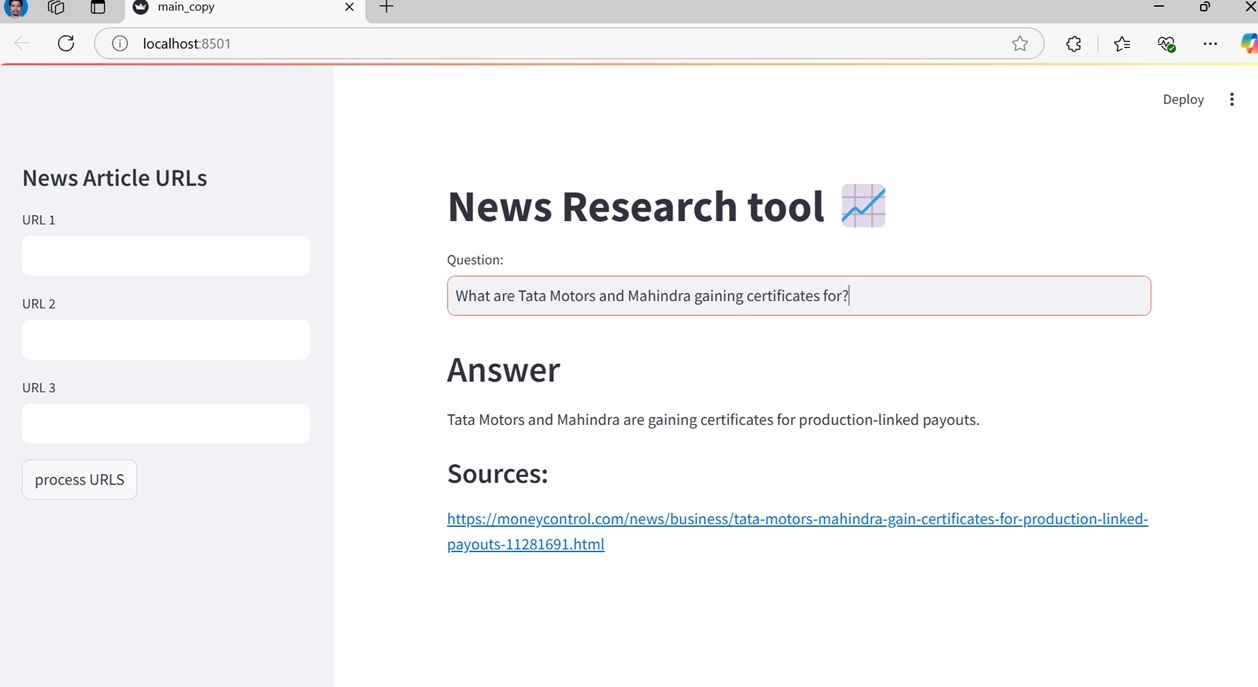 main_copy
localhost:8501
Deploy
News Article URLs
URL 1
URL 2
URL 3
process URLS
News Research tool
Question:
What are Tata Motors and Mahindra gaining certificates for?
Answer
Tata Motors and Mahindra are gaining certificates for production-linked payouts.
Sources:
https://moneycontrol.com/news/business/tata-motors-mahindra-gain-certificates-for-production-linked-
payouts-11281691.html